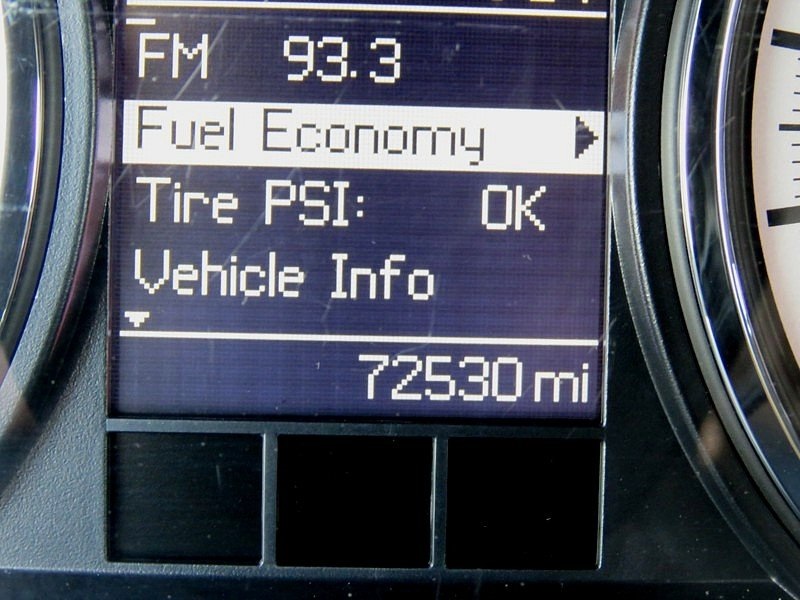 FM 93.3
Fuel Economy
Tire PSI: OK
Vehicle Info
72530 mi